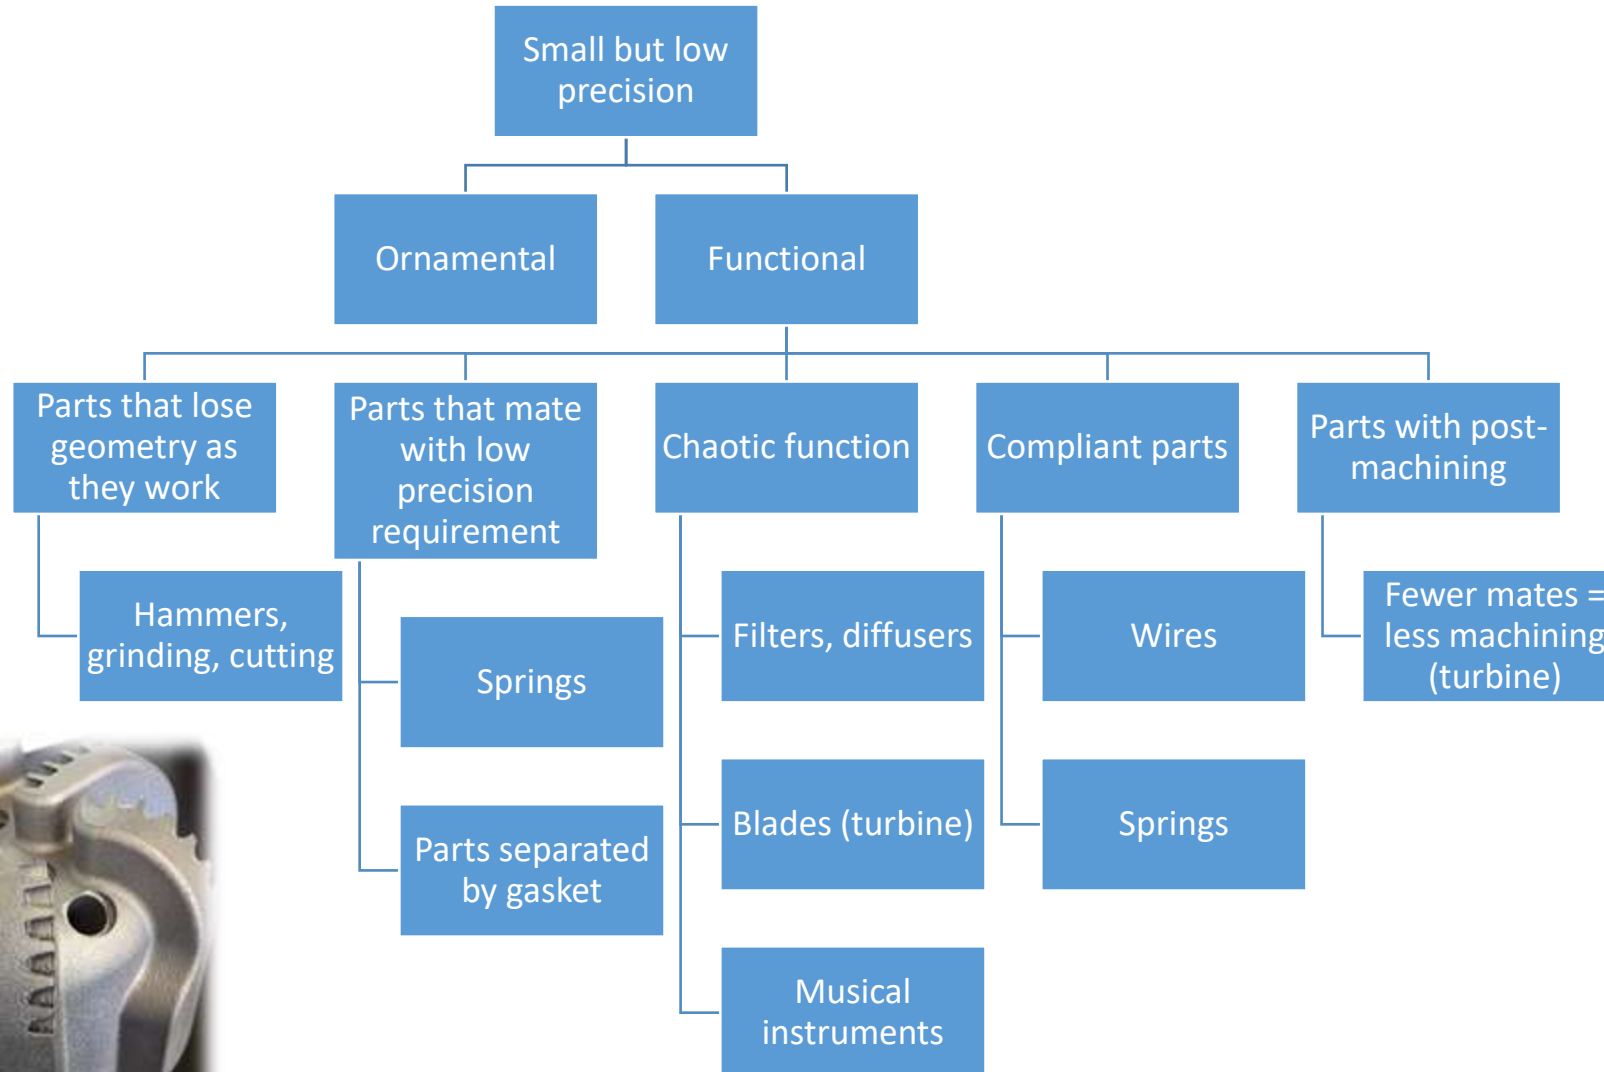 Small but low
precision
Ornamental
Functional
Parts that lose
geometry as
they work
Parts that mate
with low
precision
requirement
Chaotic function
Compliant parts
Parts with post-
machining
Hammers,
grinding, cutting
Springs
Parts separated
by gasket
Filters, diffusers
Blades (turbine)
Musical
instruments
Wires
Springs
Fewer mates =
less machining
(turbine)